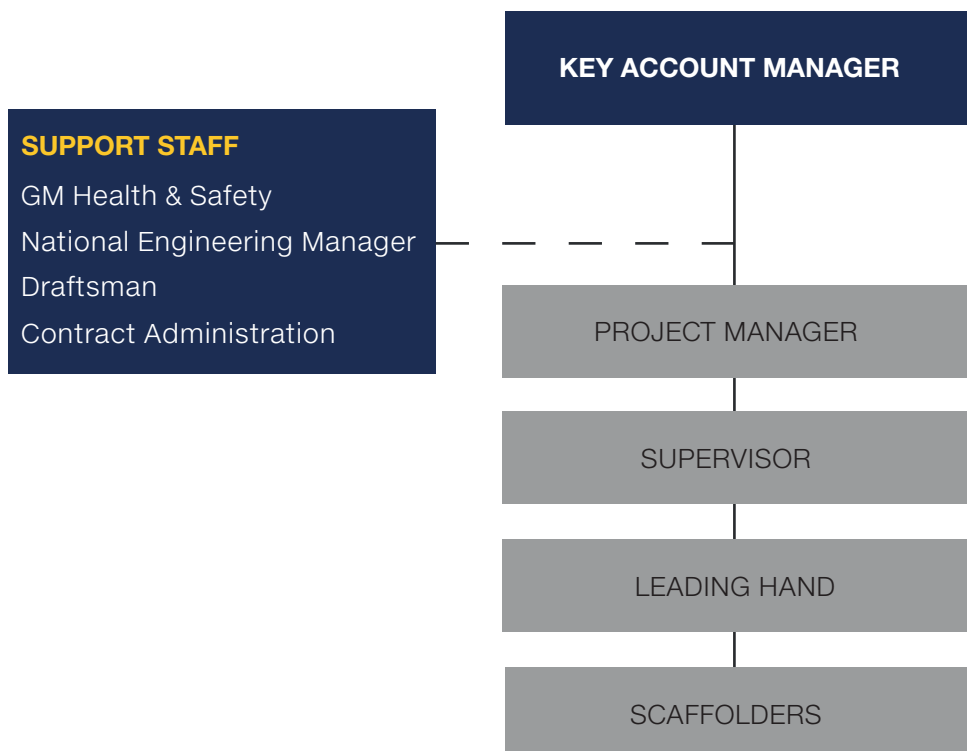 KEY ACCOUNT MANAGER
SUPPORT STAFF
GM Health & Safety
National Engineering Manager
Draftsman
Contract Administration
PROJECT MANAGER
SUPERVISOR
LEADING HAND
SCAFFOLDERS